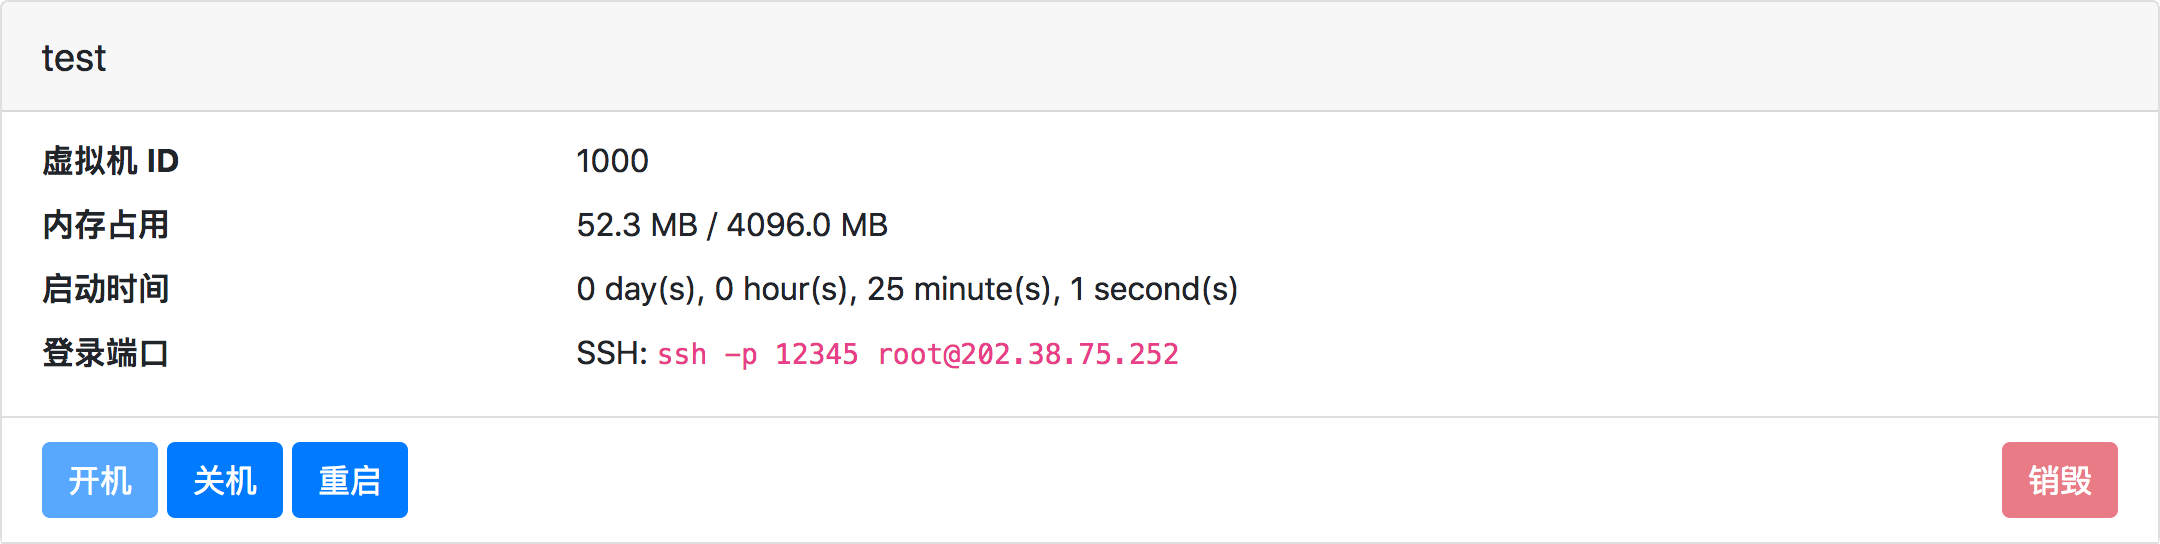 test
虚拟机 ID 1000
内存占用 52.3 MB / 4096.0 MB
启动时间 0 day(s), 0 hour(s), 25 minute(s), 1 second(s)
登录端口 SSH: ssh -p 12345 root@202.38.75.252
开机 关机 重启 销毁